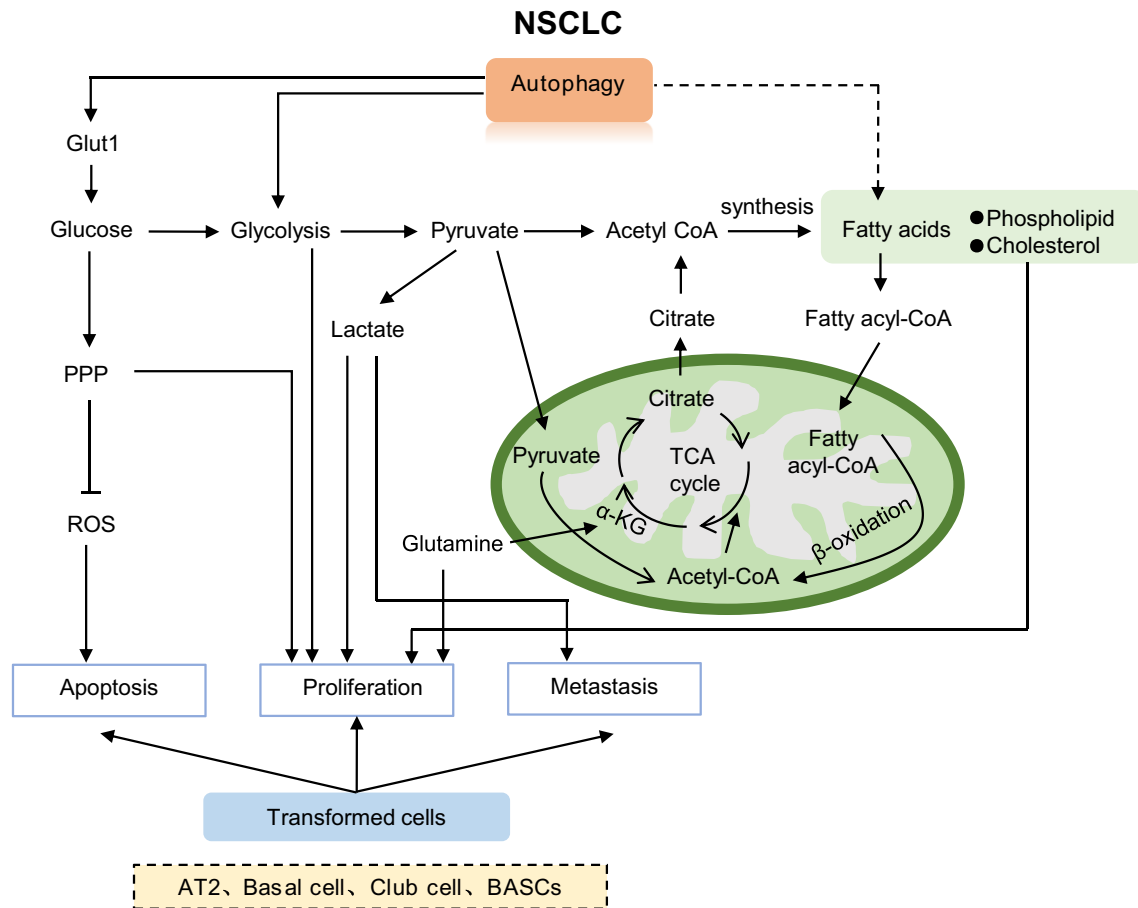 NSCLC
Autophagy
Glut1
Glucose
Glycolysis
Pyruvate
Acetyl CoA
synthesis
Fatty acids
●Phospholipid
●Cholesterol
Lactate
Citrate
Fatty acyl-CoA
PPP
Citrate
Pyruvate
TCA
cycle
Fatty
acyl-CoA
ROS
α-KG
Glutamine
β-oxidation
Acetyl-CoA
Apoptosis
Proliferation
Metastasis
Transformed cells
AT2、Basal cell、Club cell、BASCs